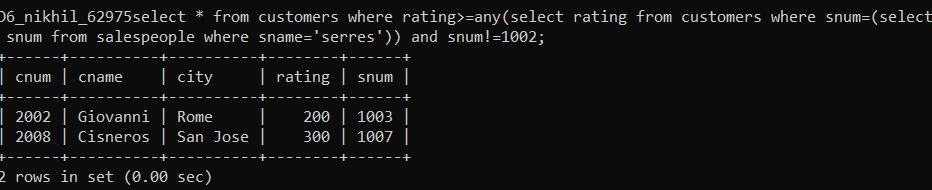 D6_nikhil_62975select * from customers where rating>=any(select rating from customers where snum=(select
snum from salespeople where sname='serres')) and snum!=1002;
+------+----------+----------+--------+------+
| cnum | cname    | city     | rating | snum |
+------+----------+----------+--------+------+
| 2002 | Giovanni | Rome     |    200 | 1003 |
| 2008 | Cisneros | San Jose |    300 | 1007 |
+------+----------+----------+--------+------+
2 rows in set (0.00 sec)